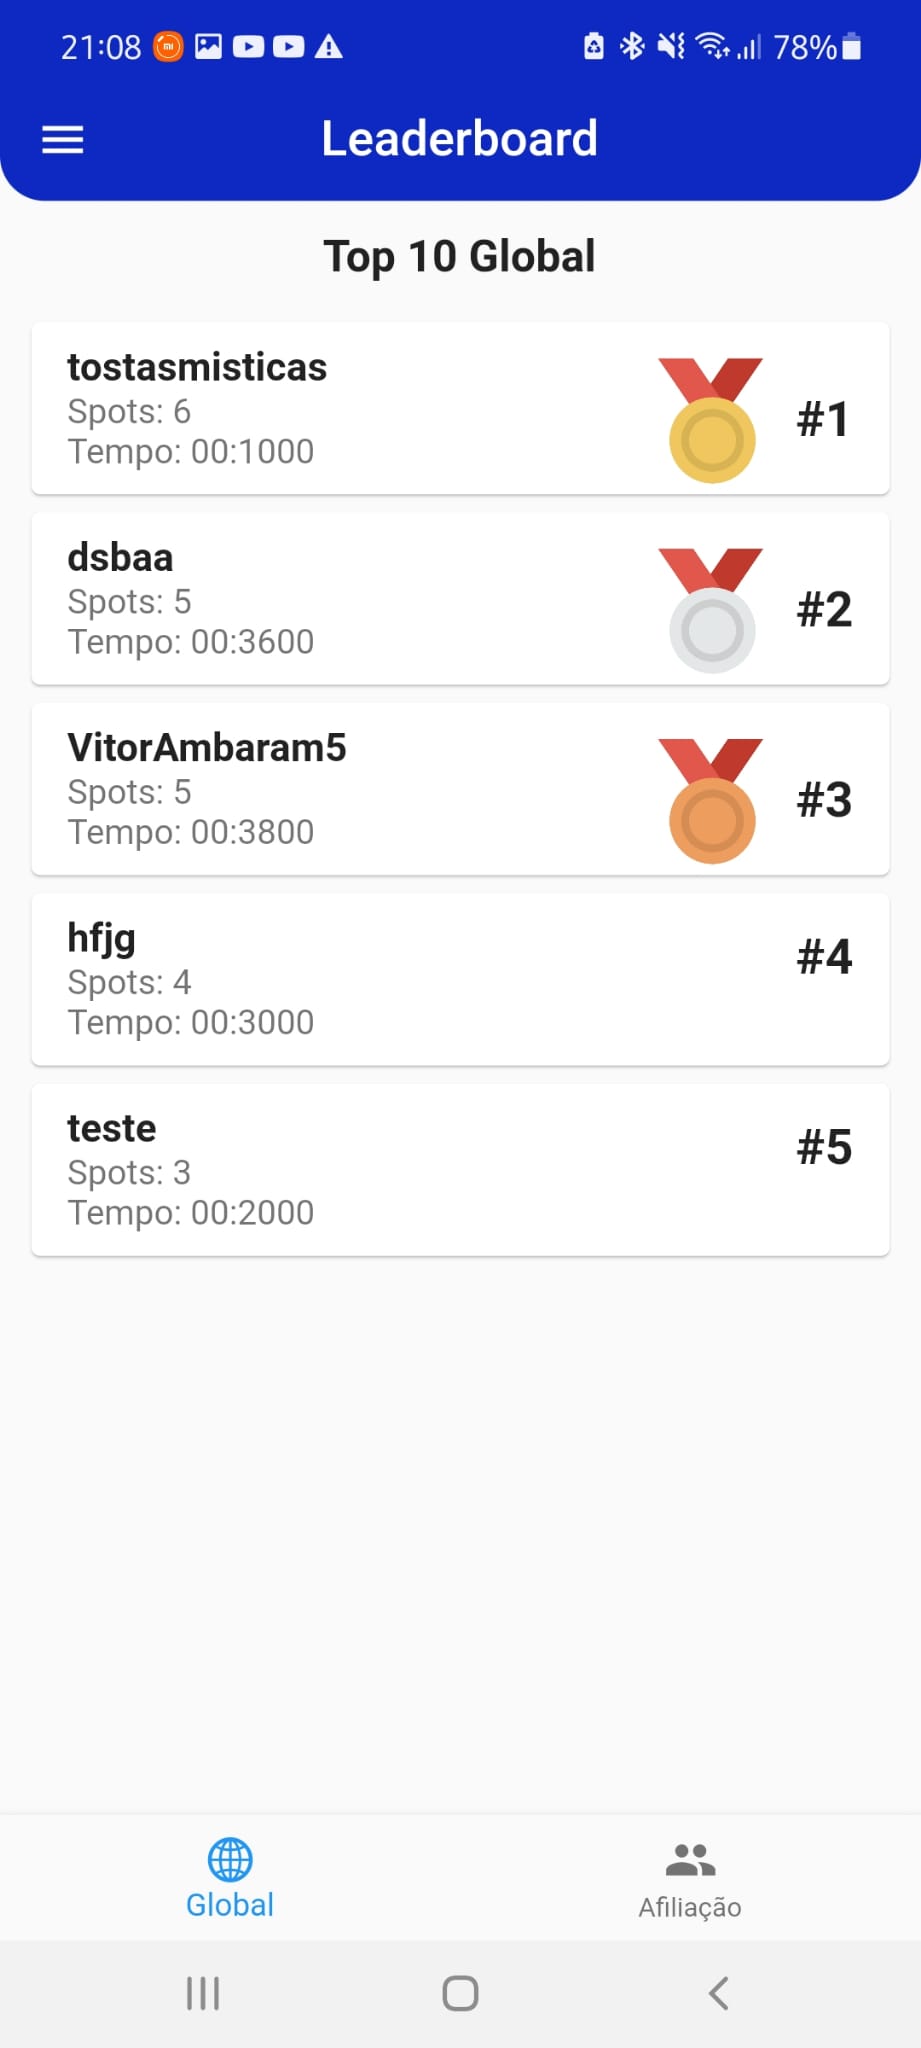 21:08
78%
Leaderboard
Top 10 Global
tostasmisticas
Spots: 6
Tempo: 00:1000
#1
dsbaa
Spots: 5
Tempo: 00:3600
#2
VitorAmbaram5
Spots: 5
Tempo: 00:3800
#3
hfjg
Spots: 4
Tempo: 00:3000
#4
teste
Spots: 3
Tempo: 00:2000
#5
Global
Afiliação